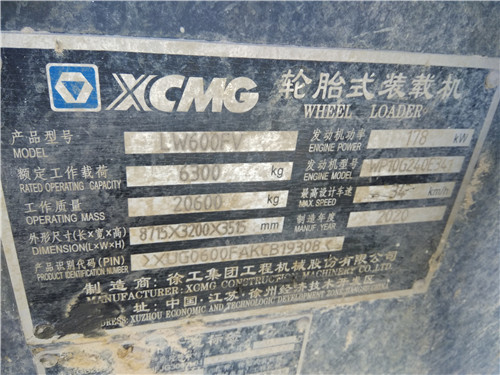 XCMG 轮胎式装载机
WHEEL LOADER
产品型号 LW600FV
MODEL
发动机功率 178 kW
ENGINE POWER
额定工作载荷 6300 kg
RATED OPERATING CAPACITY
发动机型号
ENGINE MODEL
工作质量 20600 kg
OPERATING MASS
最高设计车速 34 km/h
MAX SPEED
外形尺寸(长×宽×高) 8715X3200X3515 mm
DIMENSION(L×W×H)
制造年度 2020
YEAR
产品识别代码(PIN) XUG0600FAKCB19308
PRODUCT IDENTIFICATION NUMBER
制造商:徐工集团工程机械股份有限公司
MANUFACTURER: XCMG CONSTRUCTION MACHINERY CO.LTD.
址:中国·江苏·徐州经济技术开发区
DRESS: XUZHOU ECONOMIC AND TECHNOLOGIC DEVELOPMENT